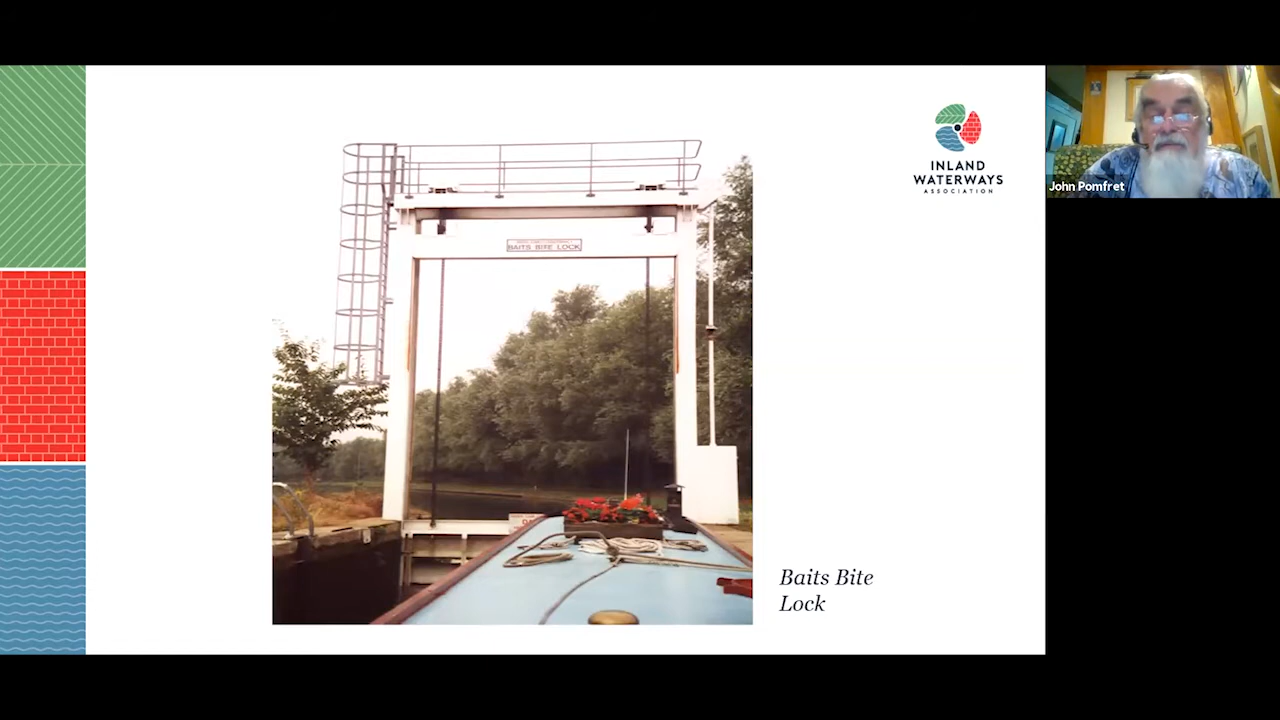 INLAND
WATERWAYS
ASSOCIATION
John Pomfret
BAITS BITE LOCK
Baits Bite
Lock